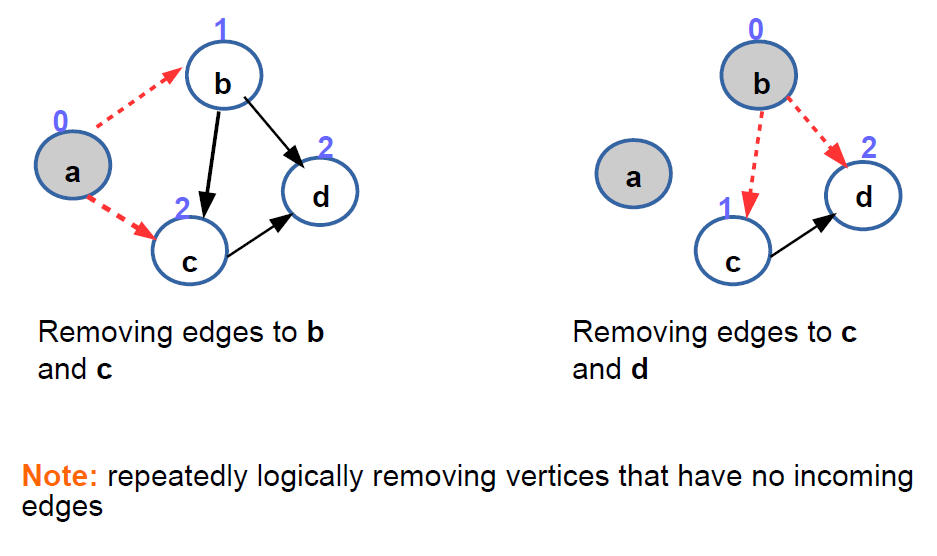 1
b
0
a
2
d
2
c
Removing edges to b
and c
0
b
a
2
d
1
c
Removing edges to c
and d
Note: repeatedly logically removing vertices that have no incoming
edges